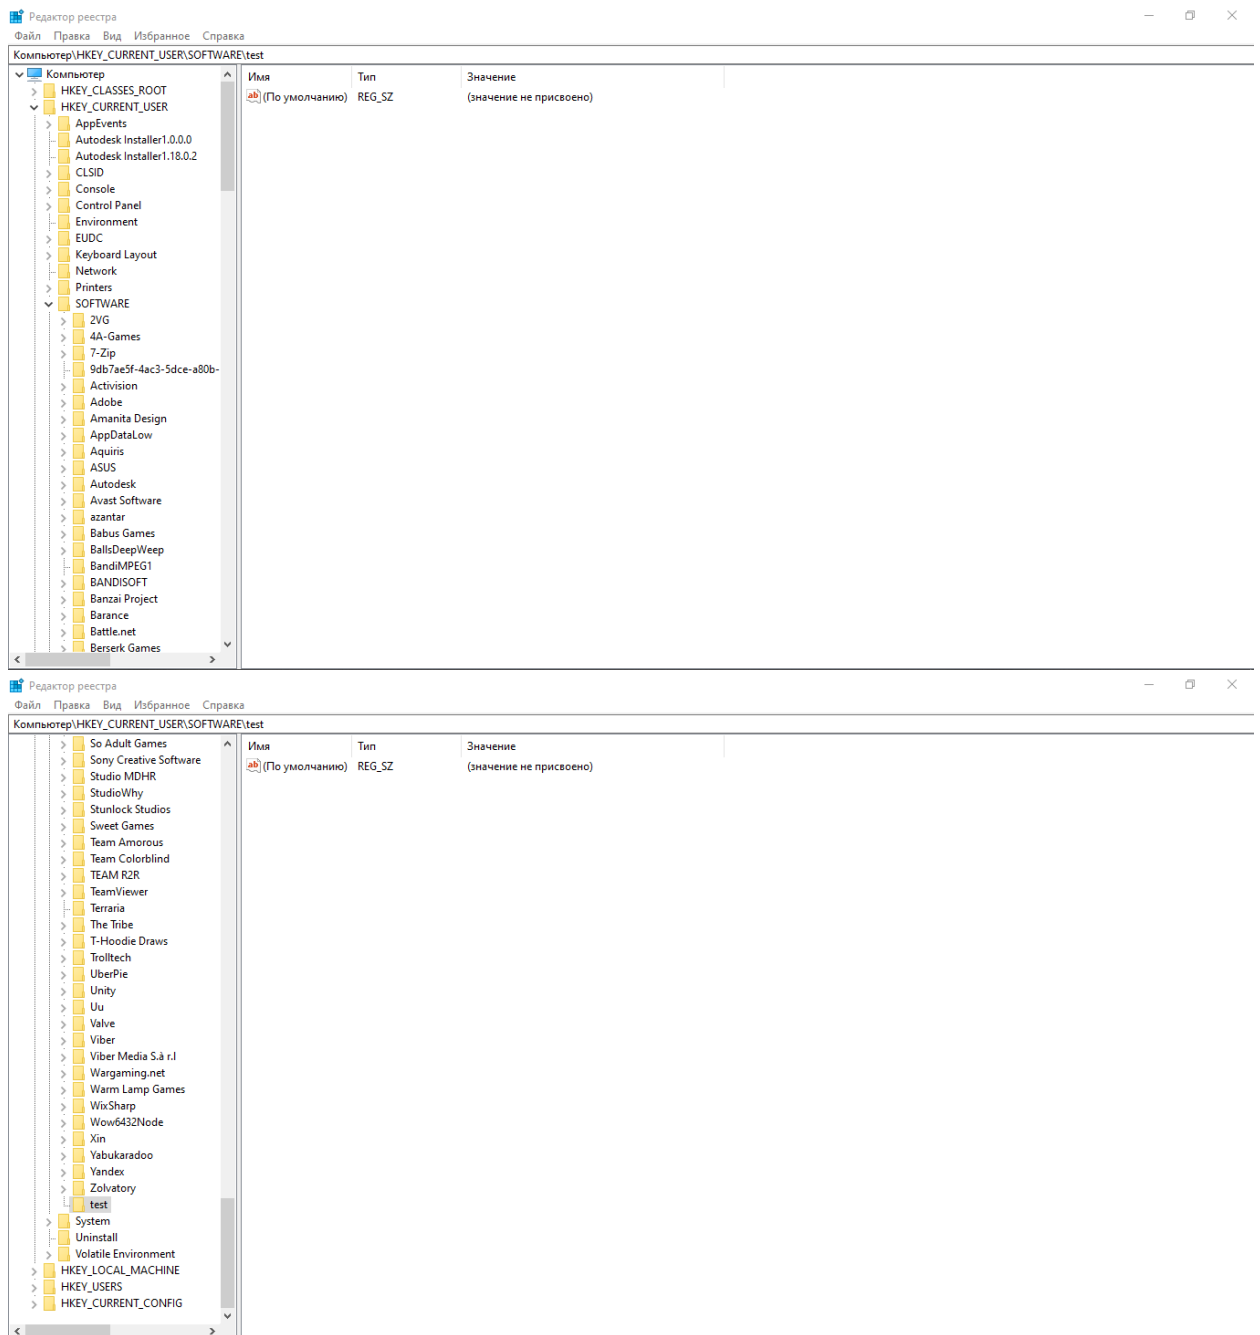 Редактор реестра
Файл Правка Вид Избранное Справка
Компьютер\HKEY_CURRENT_USER\SOFTWARE\test
Компьютер
HKEY_CLASSES_ROOT
HKEY_CURRENT_USER
AppEvents
Autodesk Installer1.0.0.0
Autodesk Installer1.18.0.2
CLSID
Console
Control Panel
Environment
EUDC
Keyboard Layout
Network
Printers
SOFTWARE
2VG
4A-Games
7-Zip
9db7ae5f-4ac3-5dce-a80b-
Activision
Adobe
Amanita Design
AppDataLow
Aquiris
ASUS
Autodesk
Avast Software
azantar
Babus Games
BallsDeepWeep
BandiMPEG1
BANDISOFT
Banzai Project
Barance
Battle.net
Berserk Games
Имя Тип Значение
ab (По умолчанию) REG_SZ (значение не присвоено)
Редактор реестра
Файл Правка Вид Избранное Справка
Компьютер\HKEY_CURRENT_USER\SOFTWARE\test
So Adult Games
Sony Creative Software
Studio MDHR
StudioWhy
Stunlock Studios
Sweet Games
Team Amorous
Team Colorblind
TEAM R2R
TeamViewer
Terraria
The Tribe
T-Hoodie Draws
Trolltech
UberPie
Unity
Uu
Valve
Viber
Viber Media S.à r.l
Wargaming.net
Warm Lamp Games
WixSharp
Wow6432Node
Xin
Yabukaradoo
Yandex
Zolvatory
test
System
Uninstall
Volatile Environment
HKEY_LOCAL_MACHINE
HKEY_USERS
HKEY_CURRENT_CONFIG
Имя Тип Значение
ab (По умолчанию) REG_SZ (значение не присвоено)